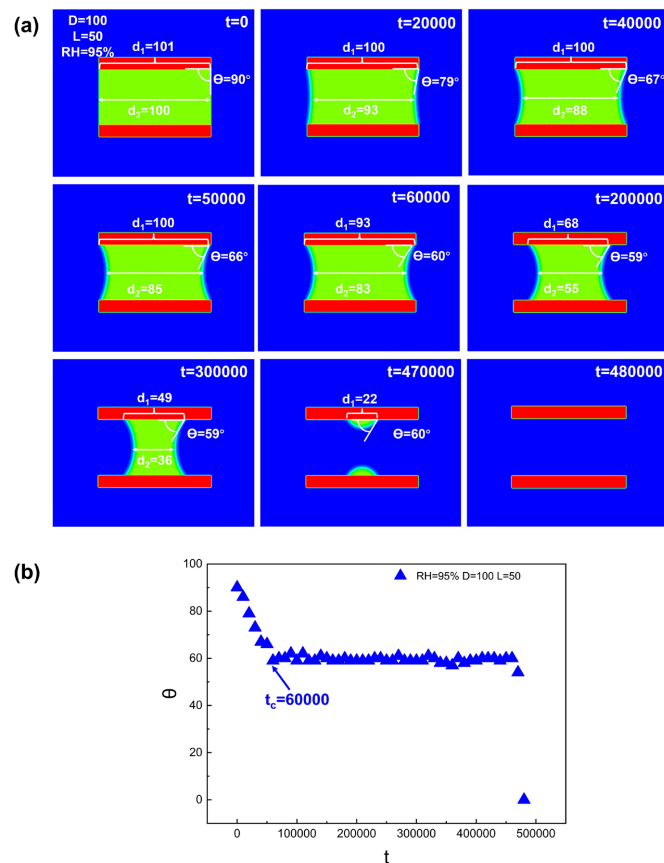 (a)
D=100
L=50
RH=95%
t=0
d1=101
Θ=90°
d2=100
t=20000
d1=100
Θ=79°
d2=93
t=40000
d1=100
Θ=67°
d2=88
t=50000
d1=100
Θ=66°
d2=85
t=60000
d1=93
Θ=60°
d2=83
t=200000
d1=68
Θ=59°
d2=55
t=300000
d1=49
Θ=59°
d2=36
t=470000
d1=22
Θ=60°
t=480000
(b)
RH=95% D=100 L=50
100
80
60
40
20
0
θ
tc=60000
0 100000 200000 300000 400000 500000
t